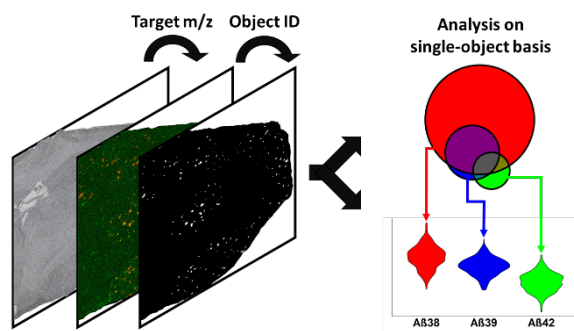 Target m/z Object ID
Analysis on
single-object basis
Aß38 Aß39 Aß42